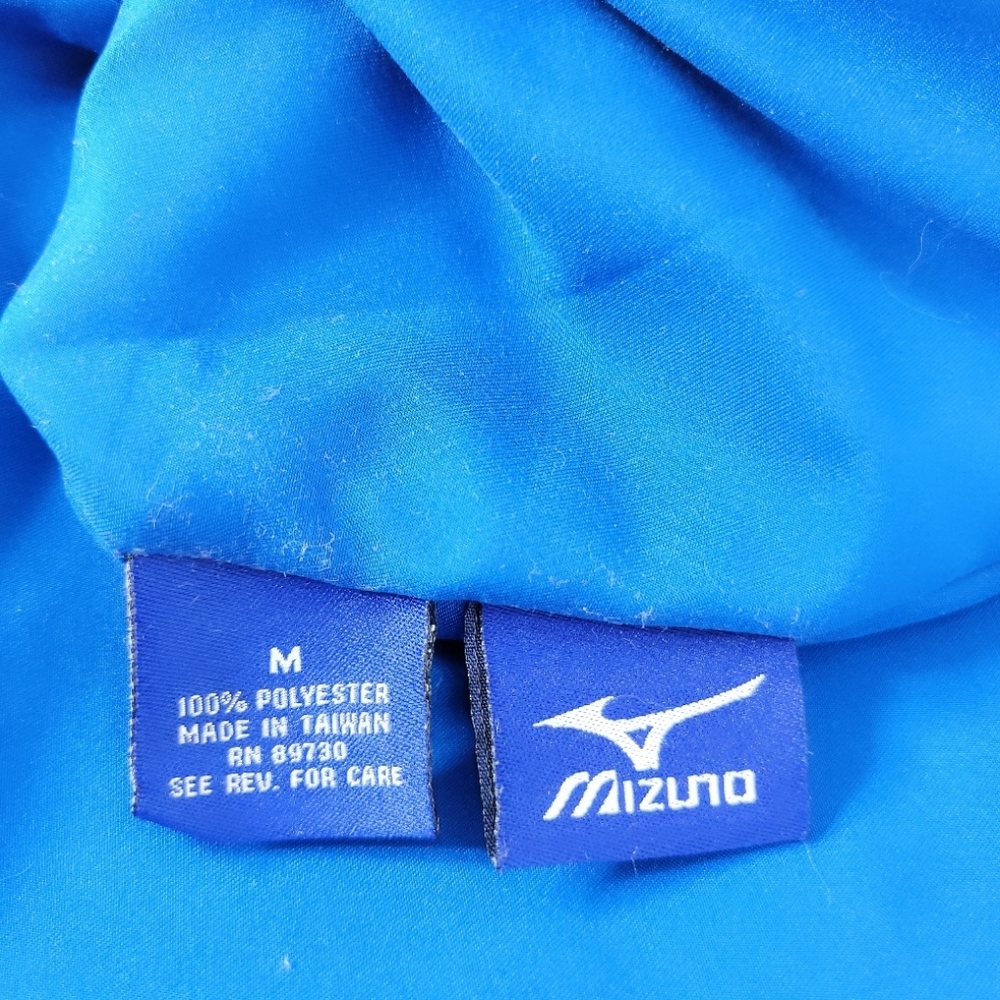 M
100% POLYESTER
MADE IN TAIWAN
RN 89730
SEE REV. FOR CARE
MIZUNO